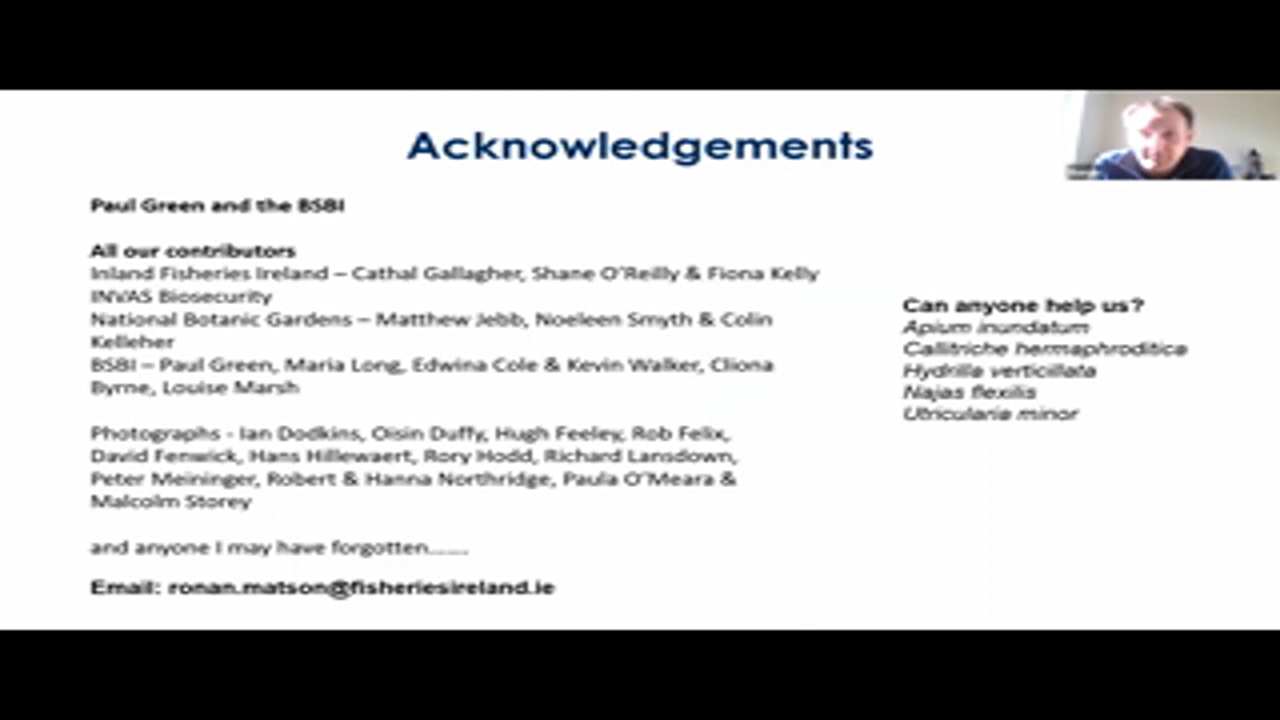 Acknowledgements
Paul Green and the BSBI
All our contributors
Inland Fisheries Ireland – Cathal Gallagher, Shane O'Reilly & Fiona Kelly
INVAS Biosecurity
National Botanic Gardens – Matthew Jebb, Noeleen Smyth & Colin
Kelleher
BSBI – Paul Green, Maria Long, Edwina Cole & Kevin Walker, Cliona
Byrne, Louise Marsh
Photographs - Ian Dodkins, Oisin Duffy, Hugh Feeley, Rob Felix,
David Fenwick, Hans Hillewaert, Rory Hodd, Richard Lansdown,
Peter Meininger, Robert & Hanna Northridge, Paula O'Meara &
Malcolm Storey
and anyone I may have forgotten.......
Email: ronan.matson@fisheriesireland.ie
Can anyone help us?
Apium inundatum
Callitriche hermaphroditica
Hydrilla verticillata
Najas flexilis
Utricularia minor